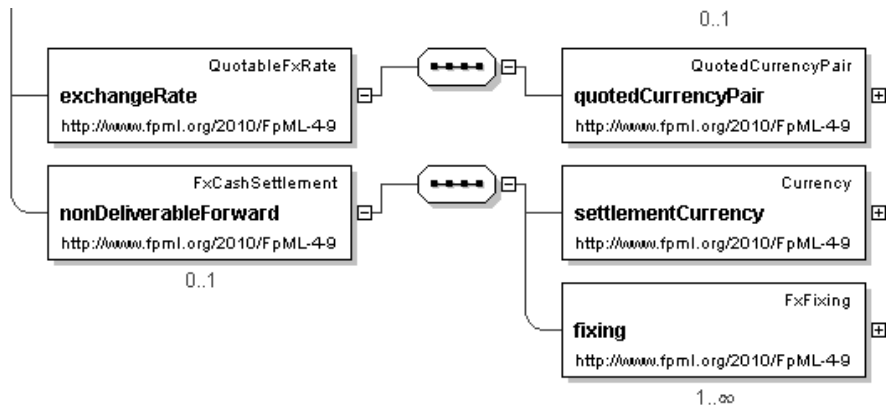 0..1
QuotableFxRate
exchangeRate
http://www.fpml.org/2010/FpML-4-9
QuotedCurrencyPair
quotedCurrencyPair
http://www.fpml.org/2010/FpML-4-9
FxCashSettlement
nonDeliverableForward
http://www.fpml.org/2010/FpML-4-9
0..1
Currency
settlementCurrency
http://www.fpml.org/2010/FpML-4-9
FxFixing
fixing
http://www.fpml.org/2010/FpML-4-9
1..∞